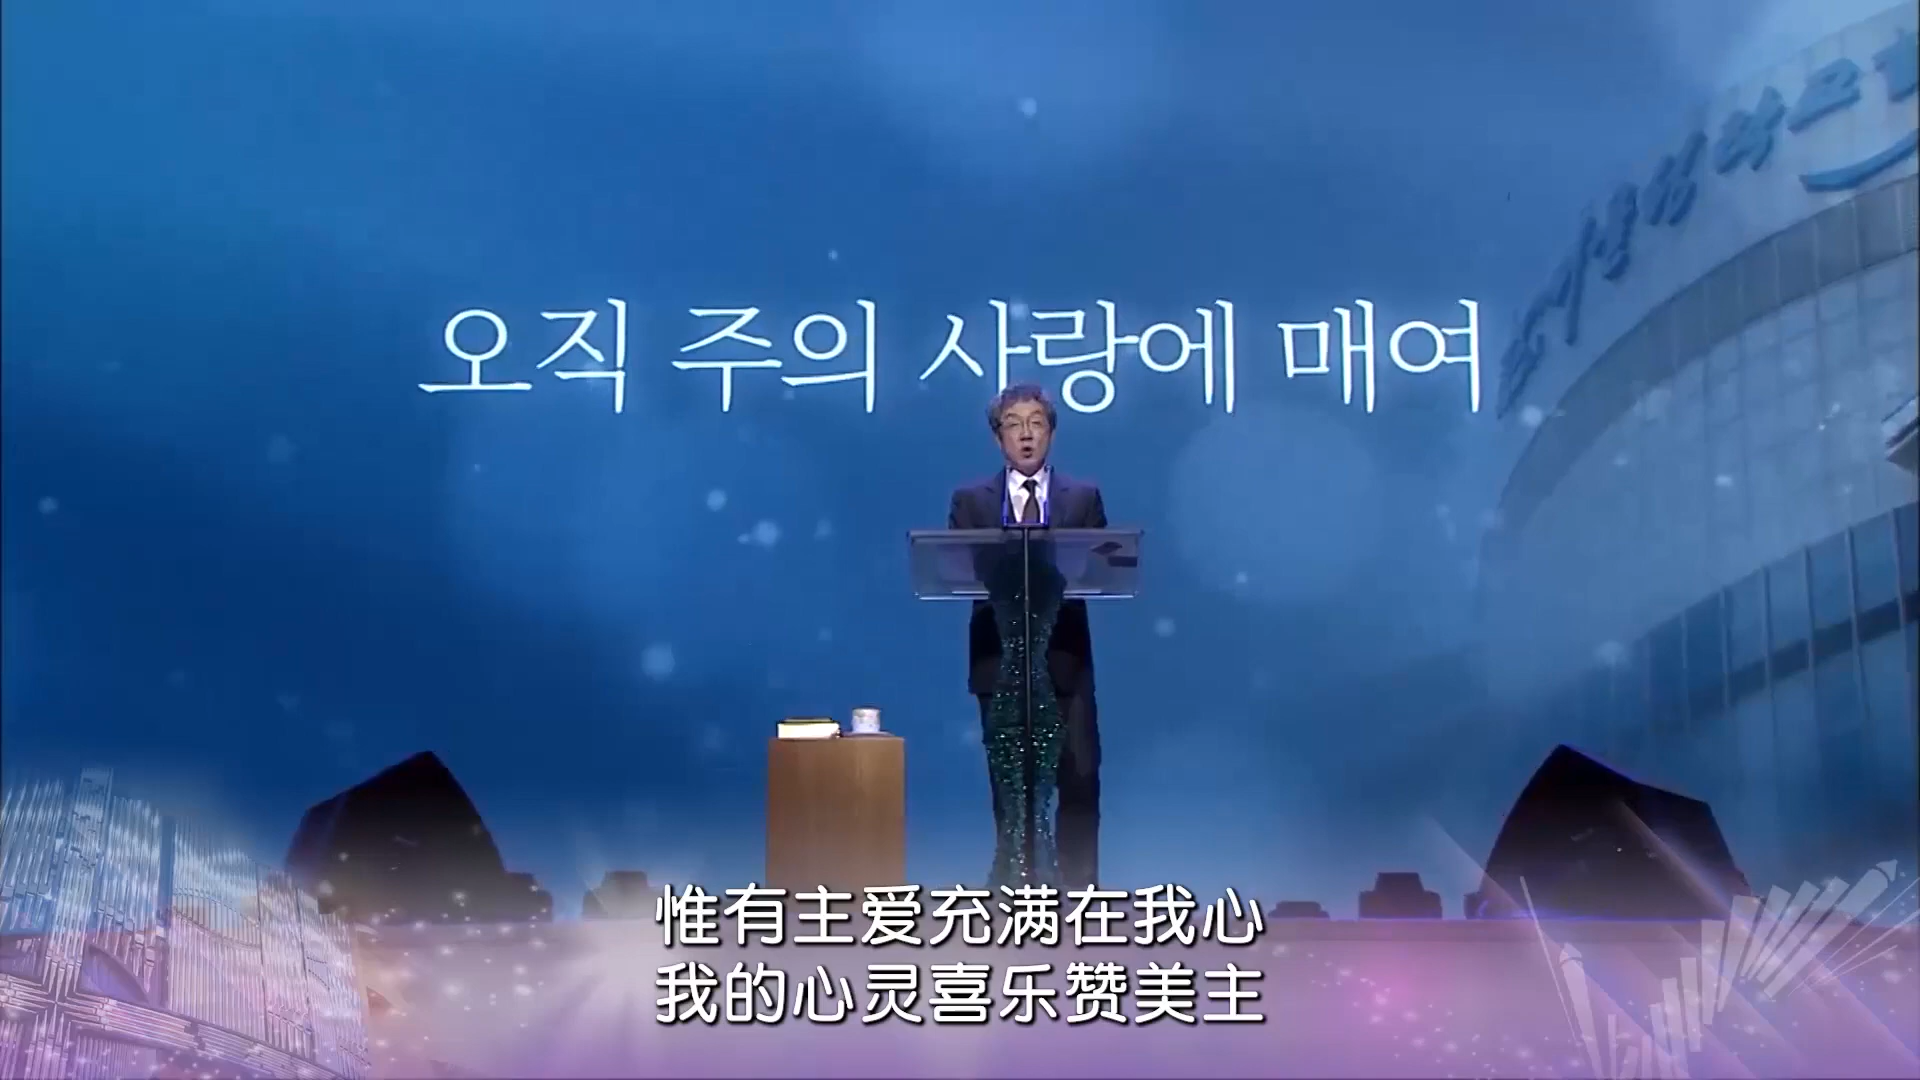 오직 주의 사랑에 매여
惟有主爱充满在我心
我的心灵喜乐赞美主